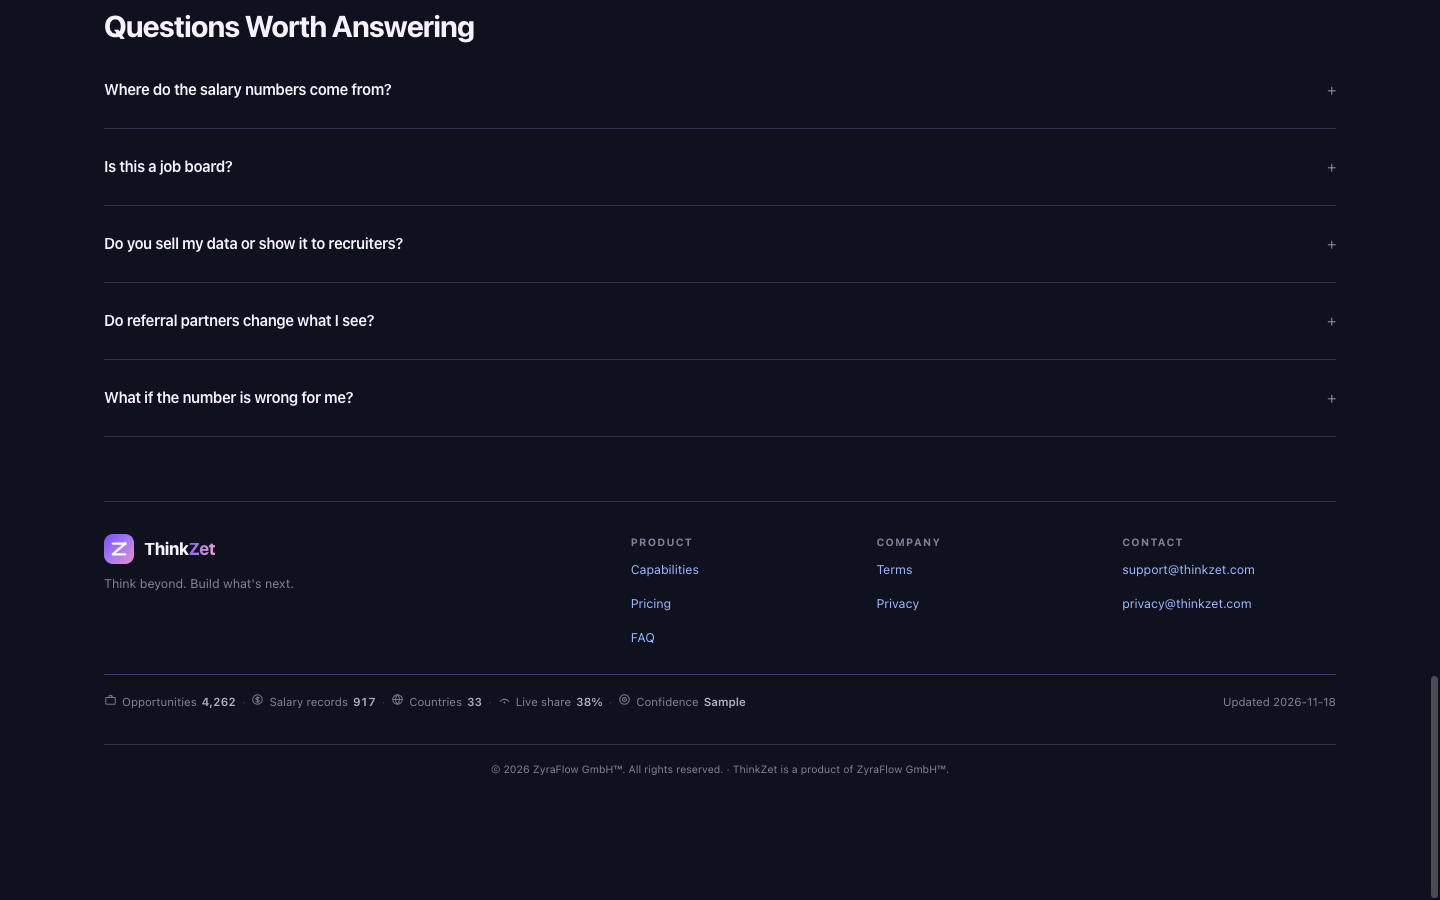 Questions Worth Answering
Where do the salary numbers come from? +
Is this a job board? +
Do you sell my data or show it to recruiters? +
Do referral partners change what I see? +
What if the number is wrong for me? +
ThinkZet
Think beyond. Build what's next.
PRODUCT
Capabilities
Pricing
FAQ
COMPANY
Terms
Privacy
CONTACT
support@thinkzet.com
privacy@thinkzet.com
Opportunities 4,262 · Salary records 917 · Countries 33 · Live share 38% · Confidence Sample
Updated 2026-11-18
© 2026 ZyraFlow GmbH™. All rights reserved. · ThinkZet is a product of ZyraFlow GmbH™.